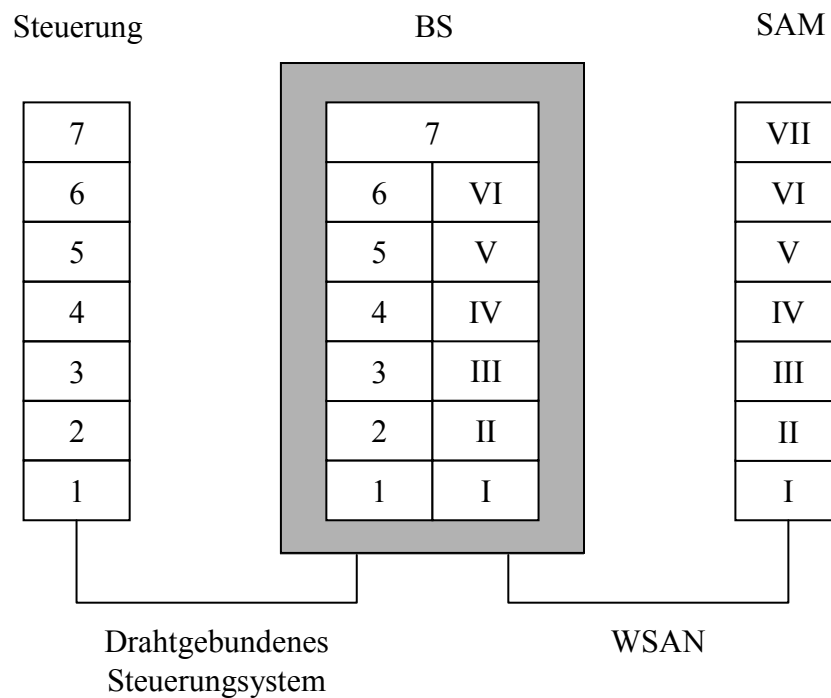 Steuerung BS SAM
7 7 VII
6 6 VI VI
5 5 V V
4 4 IV IV
3 3 III III
2 2 II II
1 1 I I
Drahtgebundenes WSAN
Steuerungsystem